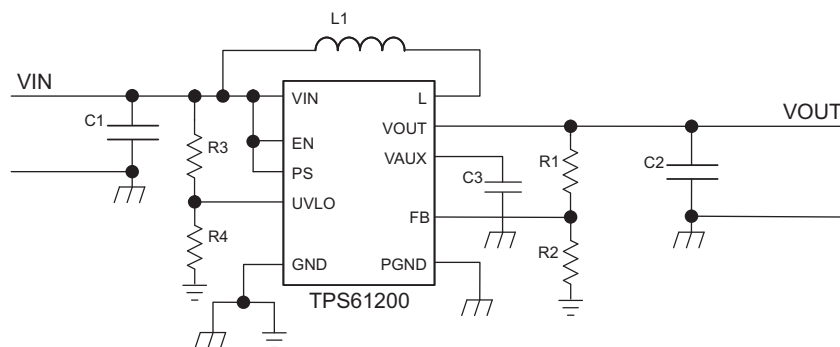 L1
VIN
VIN
L
VOUT
C1
VOUT
EN
R3
VAUX
R1
PS
C3
C2
UVLO
FB
R4
R2
GND
PGND
TPS61200